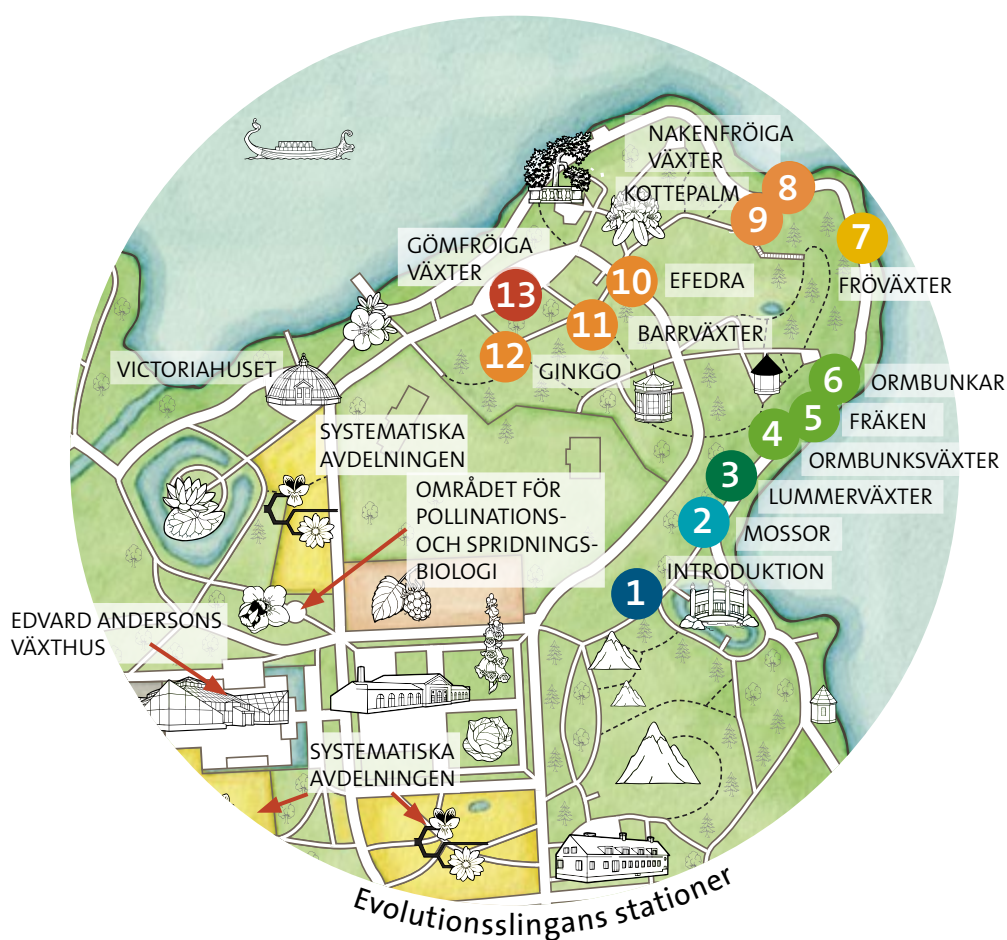 NAKENFRÖIGA
VÄXTER
8
KOTTEPALM
9
7
FRÖVÄXTER
GÖMFRÖIGA
VÄXTER
13
10
EFEDRA
11
BARRVÄXTER
12
GINKGO
VICTORIAHUSET
6
ORMBUNKAR
5
FRÄKEN
4
ORMBUNKSVÄXTER
SYSTEMATISKA
AVDELNINGEN
3
LUMMERVÄXTER
OMRÅDET FÖR
POLLINATIONS-
OCH SPRIDNINGS-
BIOLOGI
2
MOSSOR
INTRODUKTION
1
EDVARD ANDERSONS
VÄXTHUS
SYSTEMATISKA
AVDELNINGEN
Evolutionsslingans stationer